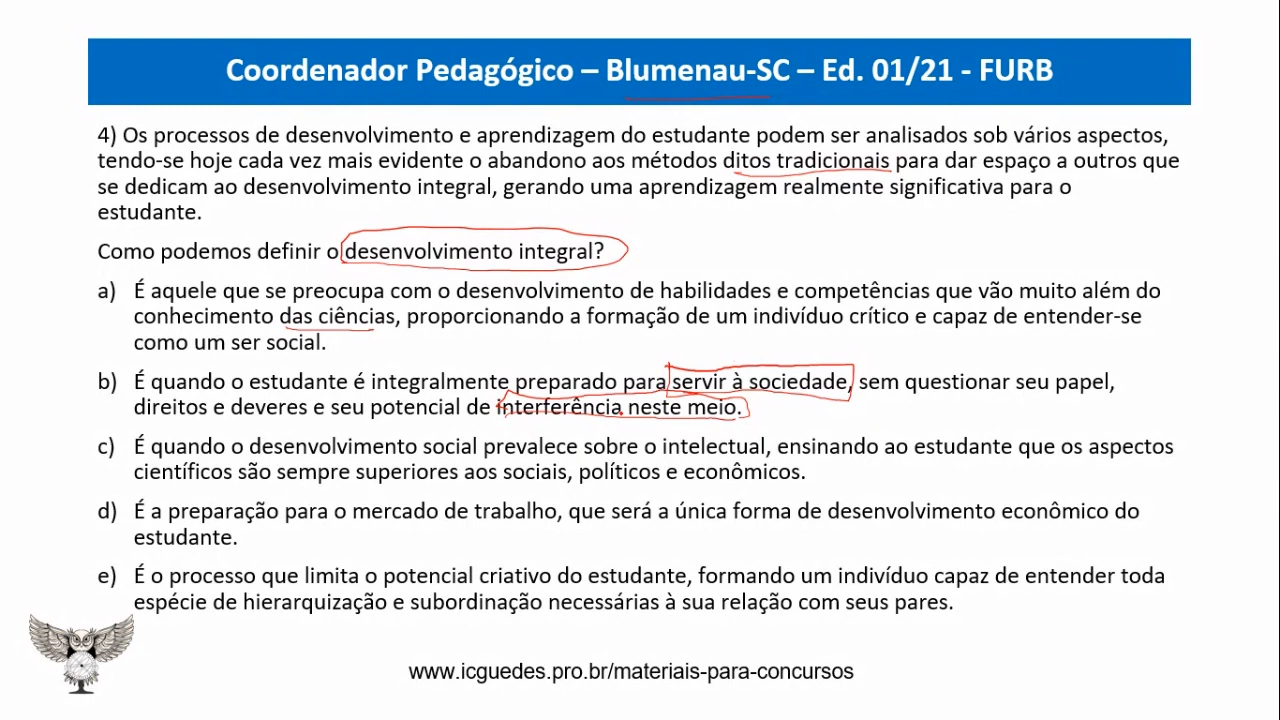 Coordenador Pedagógico – Blumenau-SC – Ed. 01/21 - FURB
4) Os processos de desenvolvimento e aprendizagem do estudante podem ser analisados sob vários aspectos,
tendo-se hoje cada vez mais evidente o abandono aos métodos ditos tradicionais para dar espaço a outros que
se dedicam ao desenvolvimento integral, gerando uma aprendizagem realmente significativa para o
estudante.
Como podemos definir o desenvolvimento integral?
a) É aquele que se preocupa com o desenvolvimento de habilidades e competências que vão muito além do
conhecimento das ciências, proporcionando a formação de um indivíduo crítico e capaz de entender-se
como um ser social.
b) É quando o estudante é integralmente preparado para servir à sociedade, sem questionar seu papel,
direitos e deveres e seu potencial de interferência neste meio.
c) É quando o desenvolvimento social prevalece sobre o intelectual, ensinando ao estudante que os aspectos
científicos são sempre superiores aos sociais, políticos e econômicos.
d) É a preparação para o mercado de trabalho, que será a única forma de desenvolvimento econômico do
estudante.
e) É o processo que limita o potencial criativo do estudante, formando um indivíduo capaz de entender toda
espécie de hierarquização e subordinação necessárias à sua relação com seus pares.
www.icguedes.pro.br/materiais-para-concursos